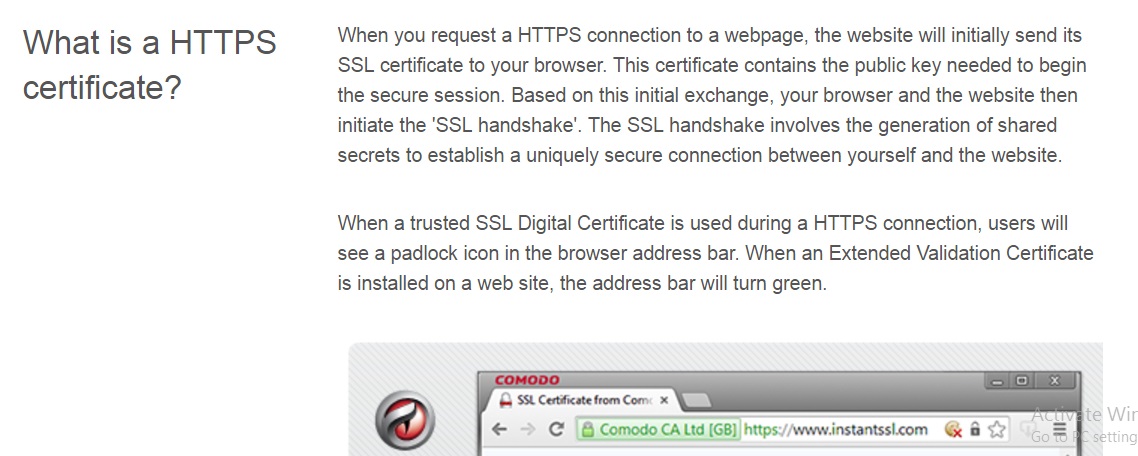 What is a HTTPS
certificate?
When you request a HTTPS connection to a webpage, the website will initially send its
SSL certificate to your browser. This certificate contains the public key needed to begin
the secure session. Based on this initial exchange, your browser and the website then
initiate the 'SSL handshake'. The SSL handshake involves the generation of shared
secrets to establish a uniquely secure connection between yourself and the website.
When a trusted SSL Digital Certificate is used during a HTTPS connection, users will
see a padlock icon in the browser address bar. When an Extended Validation Certificate
is installed on a web site, the address bar will turn green.
COMODO
SSL Certificate from Como
Comodo CA Ltd [GB] https://www.instantssl.com
Activate Win
Go to PC setting